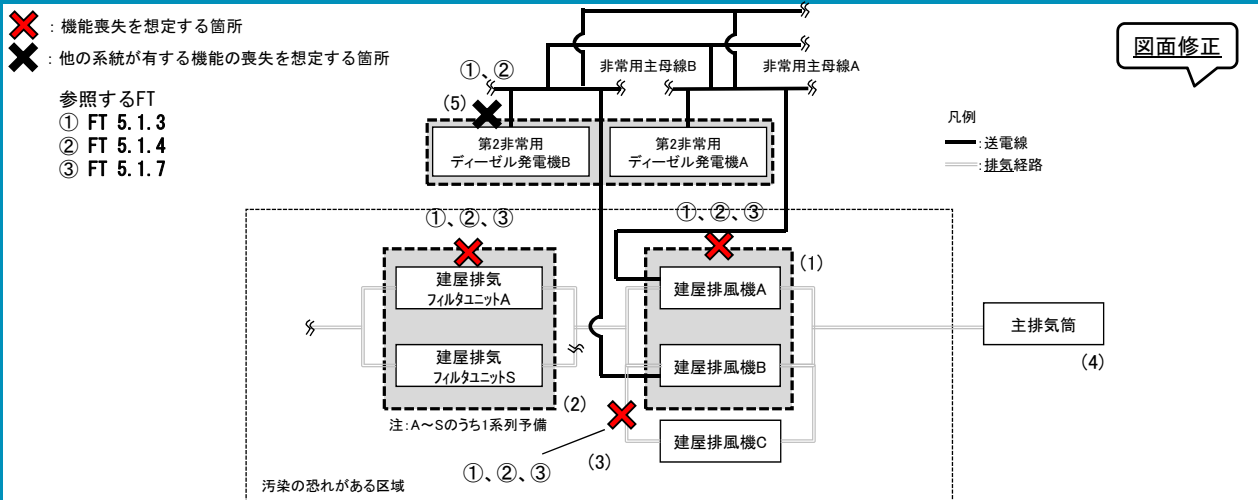 ：機能喪失を想定する箇所
：他の系統が有する機能の喪失を想定する箇所
図面修正
参照するFT
① FT 5.1.3
② FT 5.1.4
③ FT 5.1.7
①、②
非常用主母線B
非常用主母線A
(5)
第2非常用
ディーゼル発電機B
第2非常用
ディーゼル発電機A
凡例
：送電線
：排気経路
①、②、③
①、②、③
(1)
建屋排気
フィルタユニットA
建屋排風機A
主排気筒
建屋排気
フィルタユニットS
建屋排風機B
(4)
(2)
注：A～Sのうち1系列予備
建屋排風機C
①、②、③
(3)
汚染の恐れがある区域